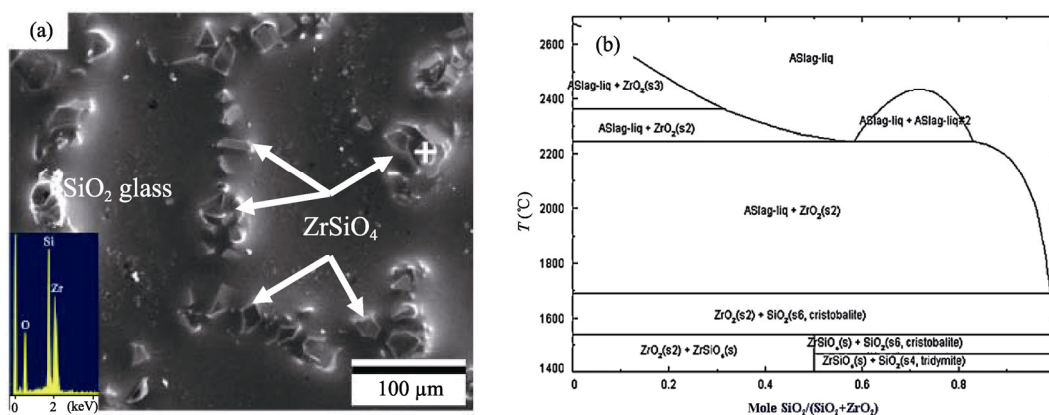 (a)
SiO2 glass
ZrSiO4
Si
Zr
O
0 2 (keV)
100 µm
(b)
T (℃)
2600
2400
2200
2000
1800
1600
1400
ASlag-liq
ASlag-liq + ZrO2(s3)
ASlag-liq + ZrO2(s2)
ASlag-liq + ASlag-liq#2
ASlag-liq + ZrO2(s2)
ZrO2(s2) + SiO2(s6, cristobalite)
ZrSiO4(s) + SiO2(s6, cristobalite)
ZrO2(s2) + ZrSiO4(s)
ZrSiO4(s) + SiO2(s4, tridymite)
0 0.2 0.4 0.6 0.8
Mole SiO2/(SiO2+ZrO2)